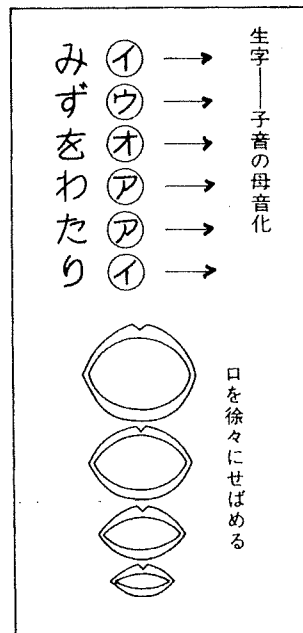 生字──子音の母音化
㋑→
㋒→
㋔→
㋐→
㋐→
㋑→
みずをわたり
口を徐々にせばめる